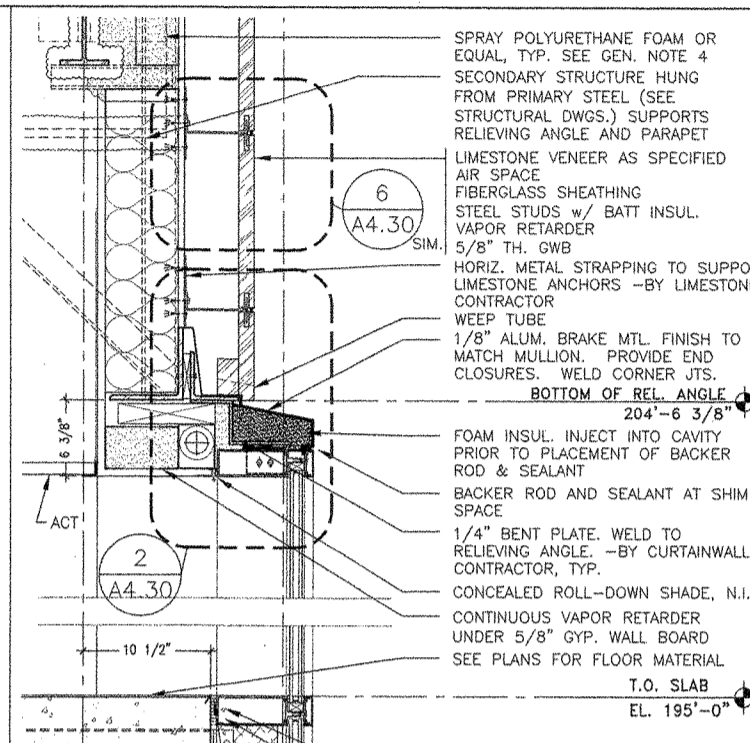 SPRAY POLYURETHANE FOAM OR
EQUAL, TYP. SEE GEN. NOTE 4
SECONDARY STRUCTURE HUNG
FROM PRIMARY STEEL (SEE
STRUCTURAL DWGS.) SUPPORTS
RELIEVING ANGLE AND PARAPET
LIMESTONE VENEER AS SPECIFIED
AIR SPACE
FIBERGLASS SHEATHING
STEEL STUDS w/ BATT INSUL.
VAPOR RETARDER
5/8" TH. GWB
6
A4.30
SIM.
HORIZ. METAL STRAPPING TO SUPPO
LIMESTONE ANCHORS -BY LIMESTON
CONTRACTOR
WEEP TUBE
1/8" ALUM. BRAKE MTL. FINISH TO
MATCH MULLION. PROVIDE END
CLOSURES. WELD CORNER JTS.
BOTTOM OF REL. ANGLE
204'-6 3/8"
6 3/8"
FOAM INSUL. INJECT INTO CAVITY
PRIOR TO PLACEMENT OF BACKER
ROD & SEALANT
BACKER ROD AND SEALANT AT SHIM
SPACE
ACT
1/4" BENT PLATE. WELD TO
RELIEVING ANGLE. -BY CURTAINWALL
CONTRACTOR, TYP.
2
A4.30
CONCEALED ROLL-DOWN SHADE, N.I.
CONTINUOUS VAPOR RETARDER
UNDER 5/8" GYP. WALL BOARD
10 1/2"
SEE PLANS FOR FLOOR MATERIAL
T.O. SLAB
EL. 195'-0"